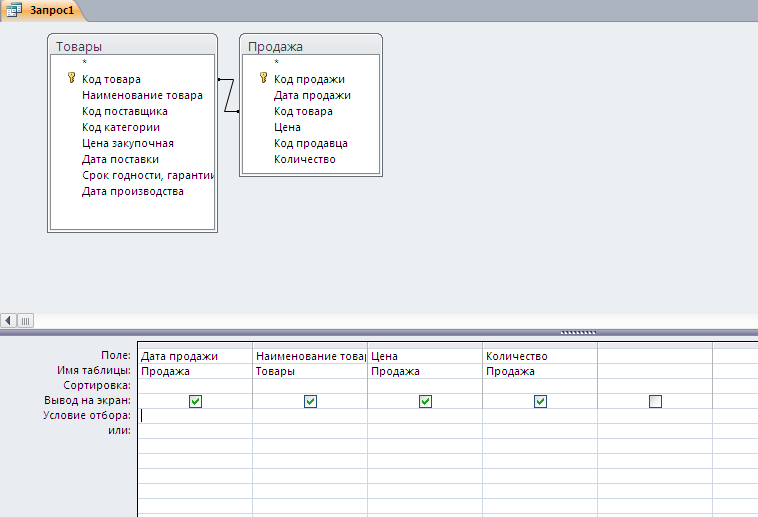 Запрос1
Товары
*
Код товара
Наименование товара
Код поставщика
Код категории
Цена закупочная
Дата поставки
Срок годности, гарантии
Дата производства
Продажа
*
Код продажи
Дата продажи
Код товара
Цена
Код продавца
Количество
Поле: Дата продажи Наименование товар Цена Количество
Имя таблицы: Продажа Товары Продажа Продажа
Сортировка:
Вывод на экран:
Условие отбора:
или: